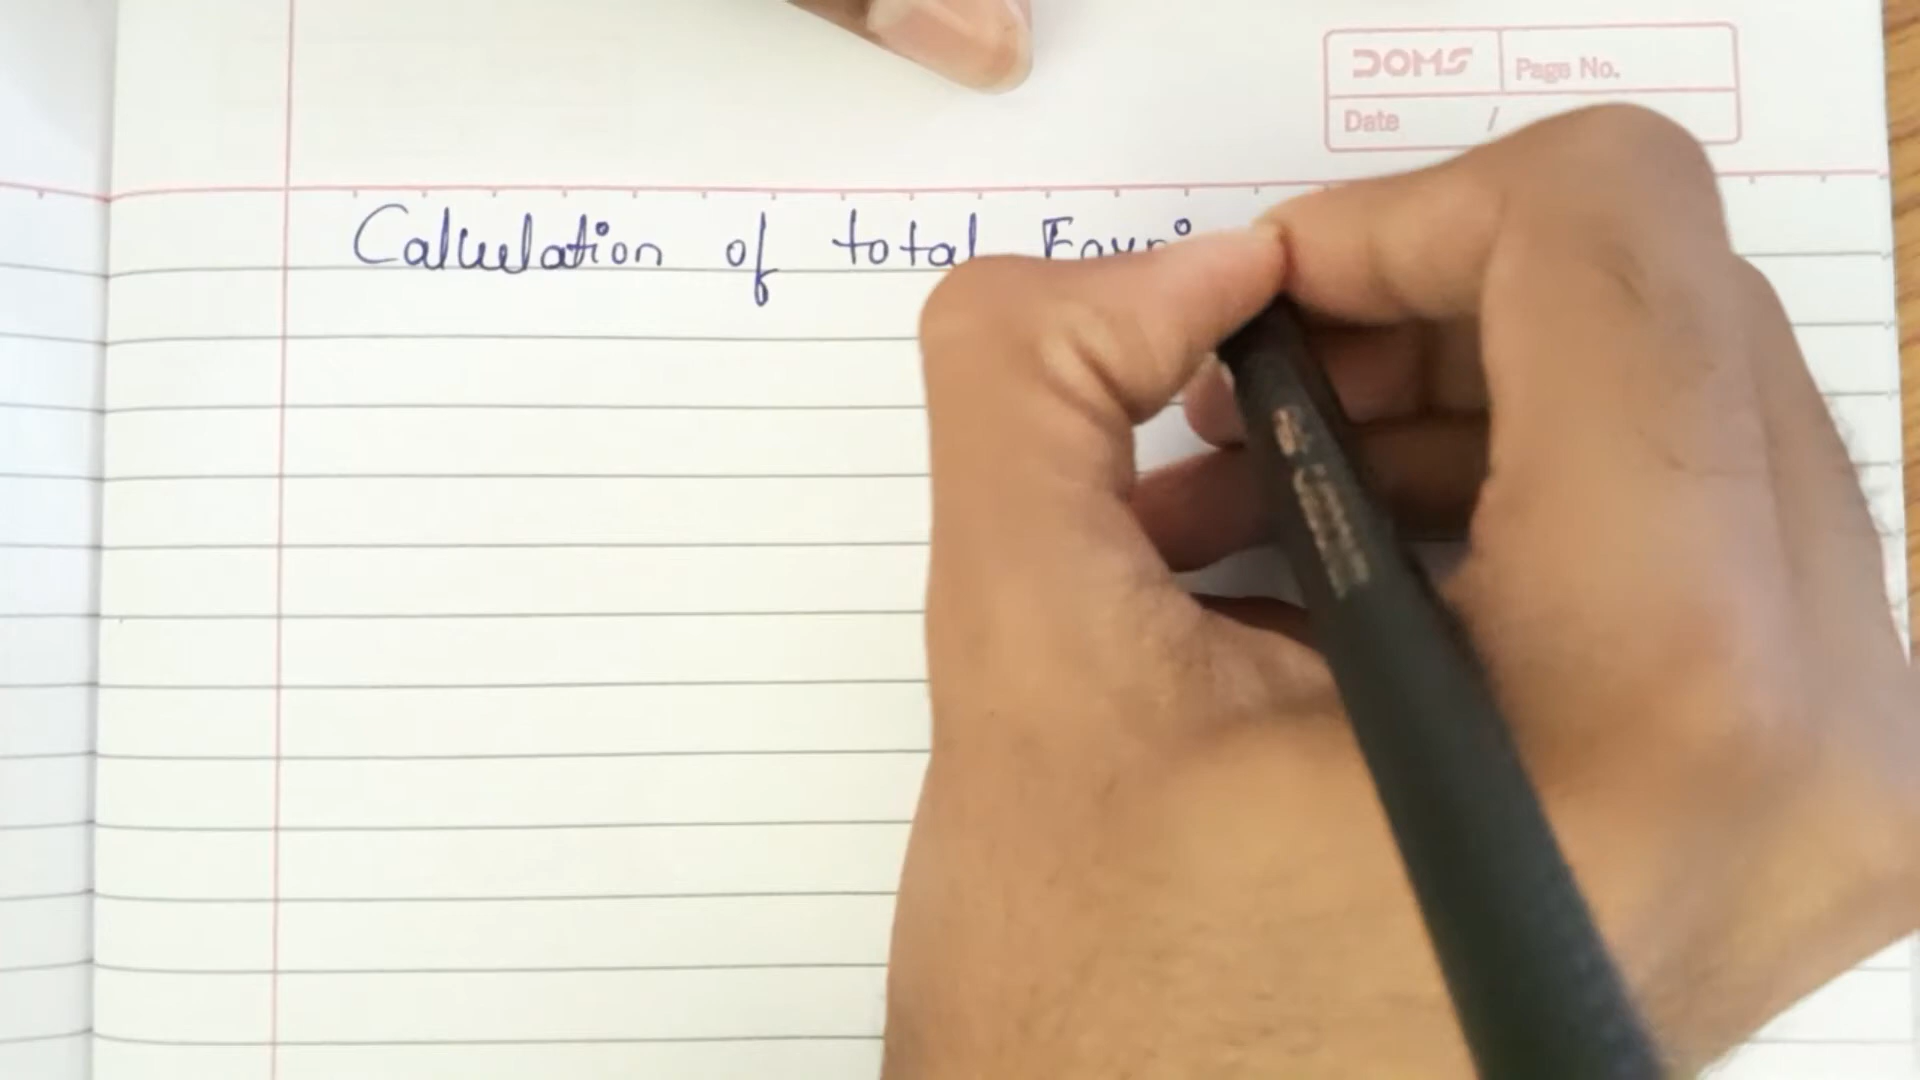 DOMS
Page No.
Date /
Calculation of total